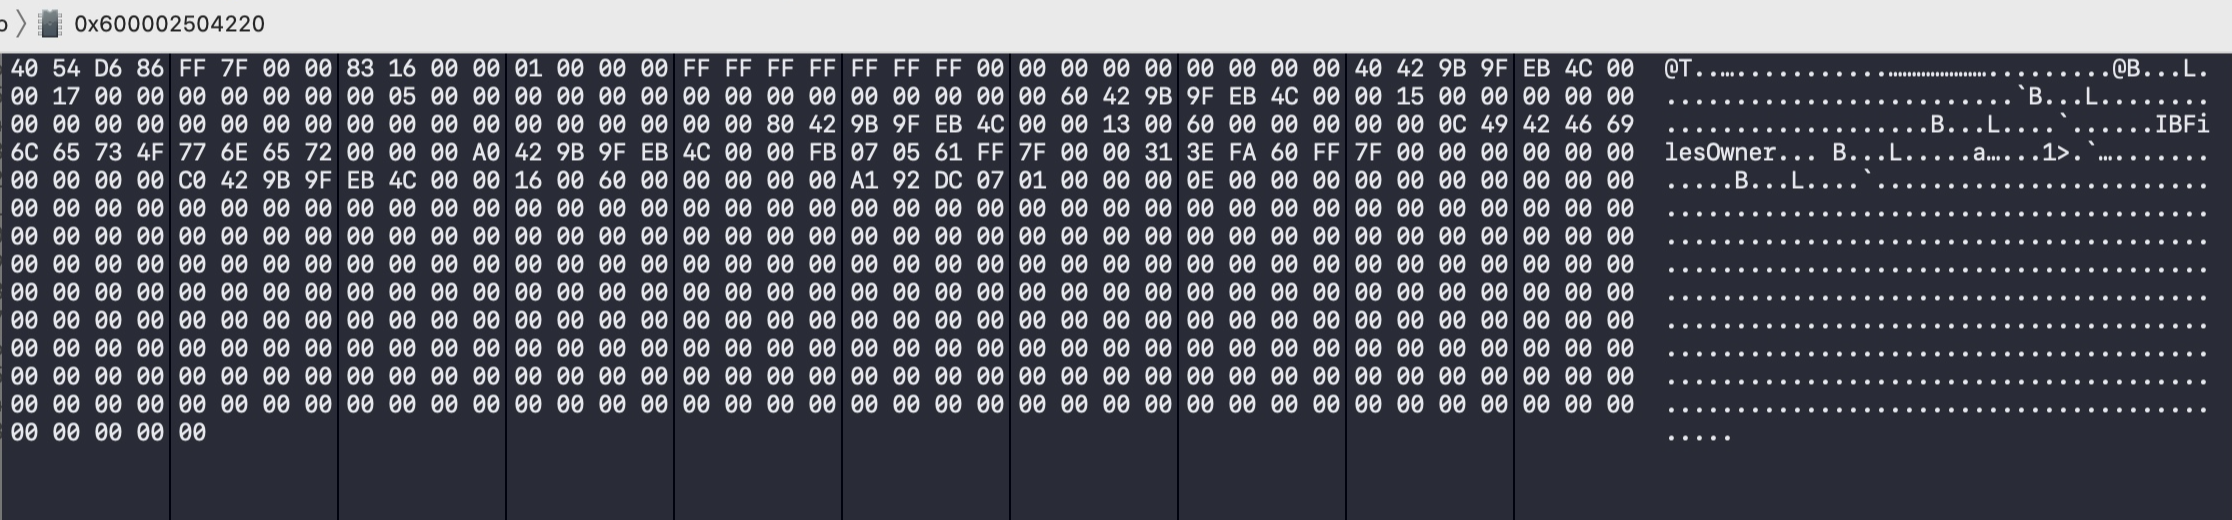 0x600002504220
40 54 D6 86 FF 7F 00 00 83 16 00 00 01 00 00 00 FF FF FF FF FF FF FF 00 00 00 00 00 00 00 00 00 40 42 9B 9F EB 4C 00 @T..…...........……………………….........@B...L.
00 17 00 00 00 00 00 00 00 05 00 00 00 00 00 00 00 00 00 00 00 00 00 00 00 60 42 9B 9F EB 4C 00 00 15 00 00 00 00 00 .........................`B...L........
00 00 00 00 00 00 00 00 00 00 00 00 00 00 00 00 00 00 80 42 9B 9F EB 4C 00 00 13 00 60 00 00 00 00 00 0C 49 42 46 69 ...................B...L....`......IBFi
6C 65 73 4F 77 6E 65 72 00 00 00 A0 42 9B 9F EB 4C 00 00 FB 07 05 61 FF 7F 00 00 31 3E FA 60 FF 7F 00 00 00 00 00 00 lesOwner... B...L.....a…...1>.`….......
00 00 00 00 C0 42 9B 9F EB 4C 00 00 16 00 60 00 00 00 00 00 A1 92 DC 07 01 00 00 00 0E 00 00 00 00 00 00 00 00 00 00 .....B...L....`........................
00 00 00 00 00 00 00 00 00 00 00 00 00 00 00 00 00 00 00 00 00 00 00 00 00 00 00 00 00 00 00 00 00 00 00 00 00 00 00 .......................................
00 00 00 00 00 00 00 00 00 00 00 00 00 00 00 00 00 00 00 00 00 00 00 00 00 00 00 00 00 00 00 00 00 00 00 00 00 00 00 .......................................
00 00 00 00 00 00 00 00 00 00 00 00 00 00 00 00 00 00 00 00 00 00 00 00 00 00 00 00 00 00 00 00 00 00 00 00 00 00 00 .......................................
00 00 00 00 00 00 00 00 00 00 00 00 00 00 00 00 00 00 00 00 00 00 00 00 00 00 00 00 00 00 00 00 00 00 00 00 00 00 00 .......................................
00 00 00 00 00 00 00 00 00 00 00 00 00 00 00 00 00 00 00 00 00 00 00 00 00 00 00 00 00 00 00 00 00 00 00 00 00 00 00 .......................................
00 00 00 00 00 00 00 00 00 00 00 00 00 00 00 00 00 00 00 00 00 00 00 00 00 00 00 00 00 00 00 00 00 00 00 00 00 00 00 .......................................
00 00 00 00 00 00 00 00 00 00 00 00 00 00 00 00 00 00 00 00 00 00 00 00 00 00 00 00 00 00 00 00 00 00 00 00 00 00 00 .......................................
00 00 00 00 00 00 00 00 00 00 00 00 00 00 00 00 00 00 00 00 00 00 00 00 00 00 00 00 00 00 00 00 00 00 00 00 00 00 00 .......................................
00 00 00 00 00 .....